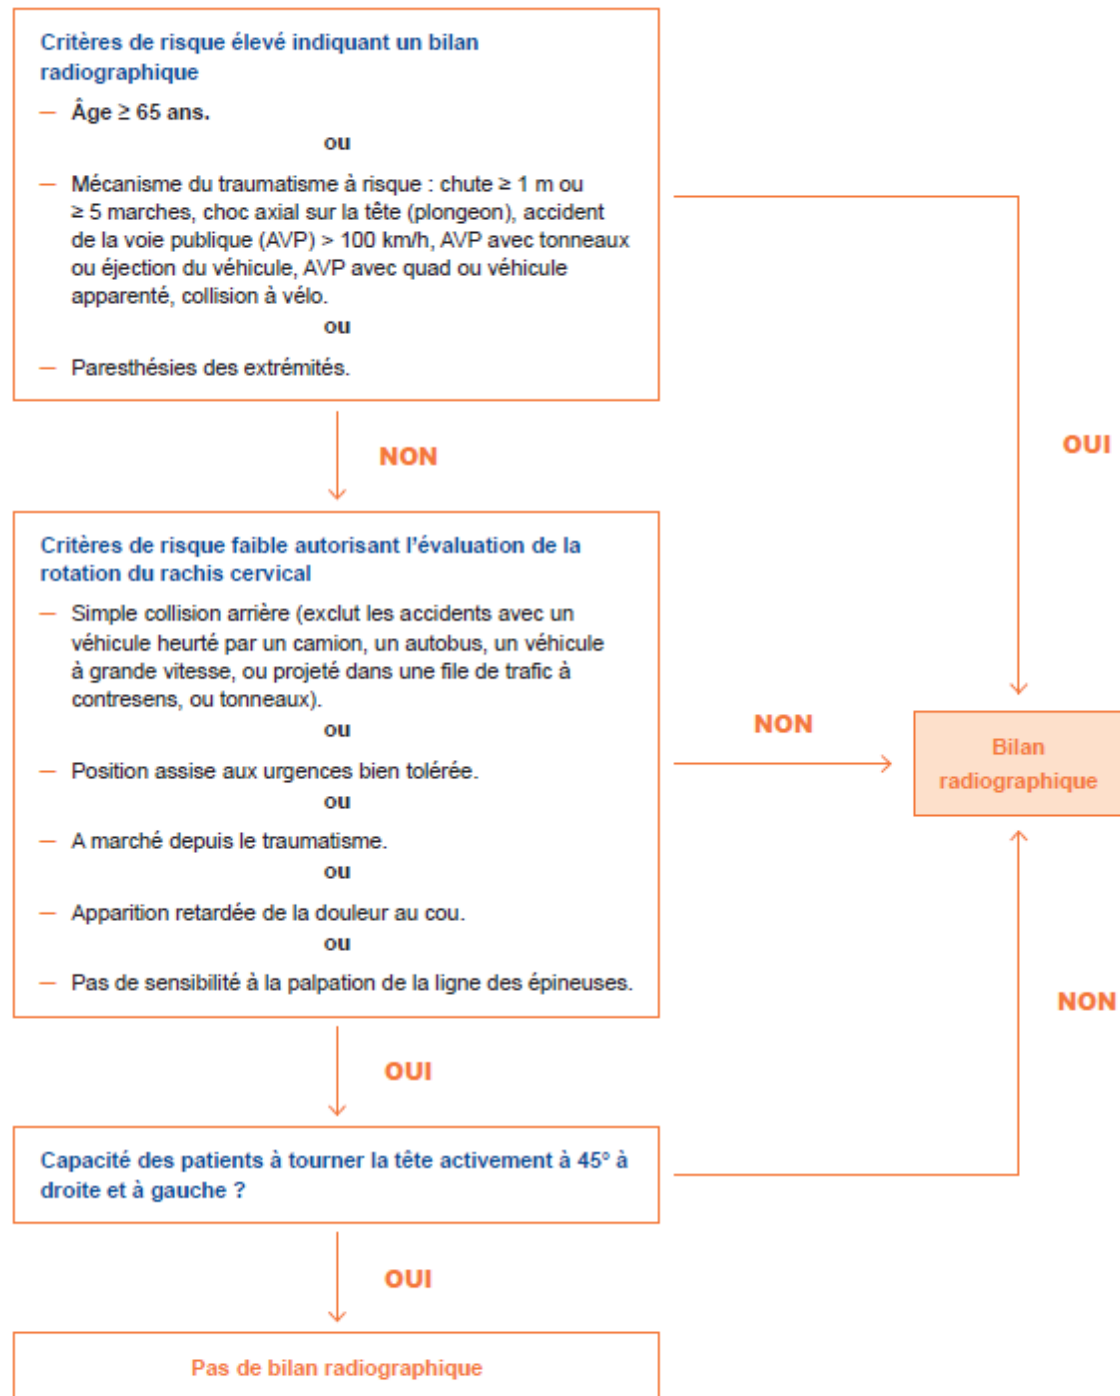 Critères de risque élevé indiquant un bilan
radiographique
— Âge ≥ 65 ans.
ou
— Mécanisme du traumatisme à risque : chute ≥ 1 m ou
≥ 5 marches, choc axial sur la tête (plongeon), accident
de la voie publique (AVP) > 100 km/h, AVP avec tonneaux
ou éjection du véhicule, AVP avec quad ou véhicule
apparenté, collision à vélo.
ou
— Paresthésies des extrémités.
OUI
NON
Critères de risque faible autorisant l’évaluation de la
rotation du rachis cervical
— Simple collision arrière (exclut les accidents avec un
véhicule heurté par un camion, un autobus, un véhicule
à grande vitesse, ou projeté dans une file de trafic à
contresens, ou tonneaux).
ou
— Position assise aux urgences bien tolérée.
ou
— A marché depuis le traumatisme.
ou
— Apparition retardée de la douleur au cou.
ou
— Pas de sensibilité à la palpation de la ligne des épineuses.
NON
Bilan
radiographique
OUI
NON
Capacité des patients à tourner la tête activement à 45° à
droite et à gauche ?
OUI
Pas de bilan radiographique